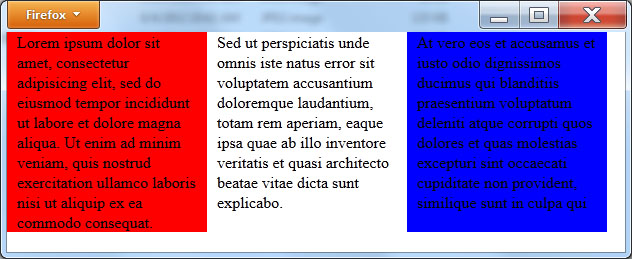 Firefox
Lorem ipsum dolor sit
amet, consectetur
adipisicing elit, sed do
eiusmod tempor incididunt
ut labore et dolore magna
aliqua. Ut enim ad minim
veniam, quis nostrud
exercitation ullamco laboris
nisi ut aliquip ex ea
commodo consequat.
Sed ut perspiciatis unde
omnis iste natus error sit
voluptatem accusantium
doloremque laudantium,
totam rem aperiam, eaque
ipsa quae ab illo inventore
veritatis et quasi architecto
beatae vitae dicta sunt
explicabo.
At vero eos et accusamus et
iusto odio dignissimos
ducimus qui blanditiis
praesentium voluptatum
deleniti atque corrupti quos
dolores et quas molestias
excepturi sint occaecati
cupiditate non provident,
similique sunt in culpa qui